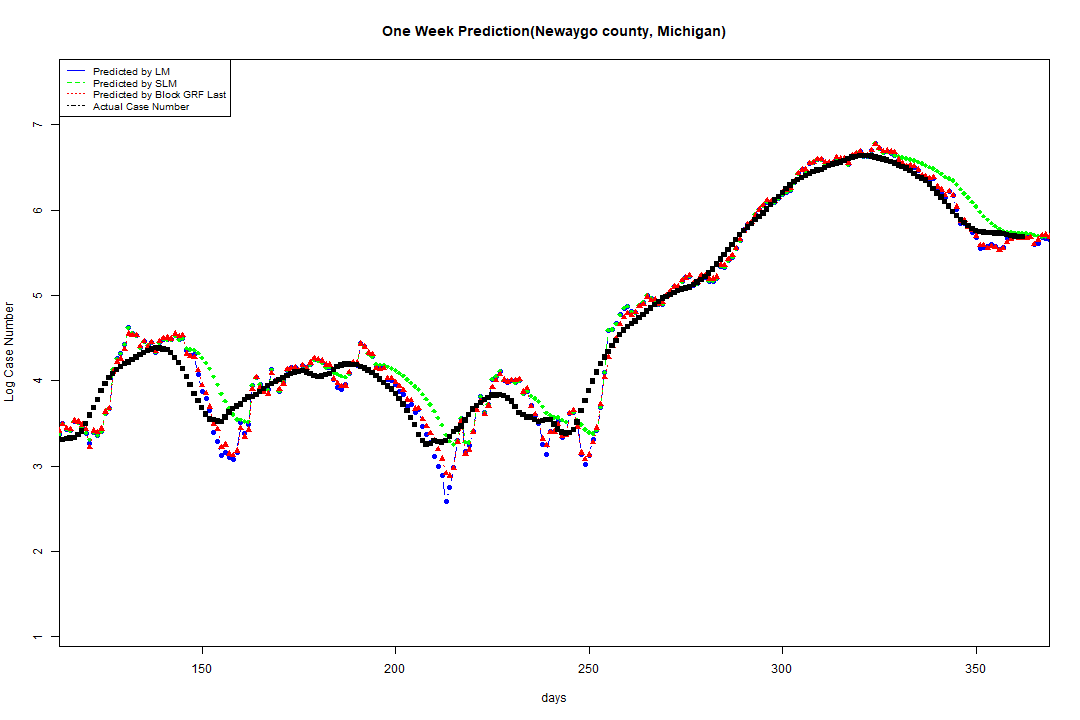 One Week Prediction(Newaygo county, Michigan)
Predicted by LM
Predicted by SLM
Predicted by Block GRF Last
Actual Case Number
Log Case Number
7
6
5
4
3
2
1
150 200 250 300 350
days